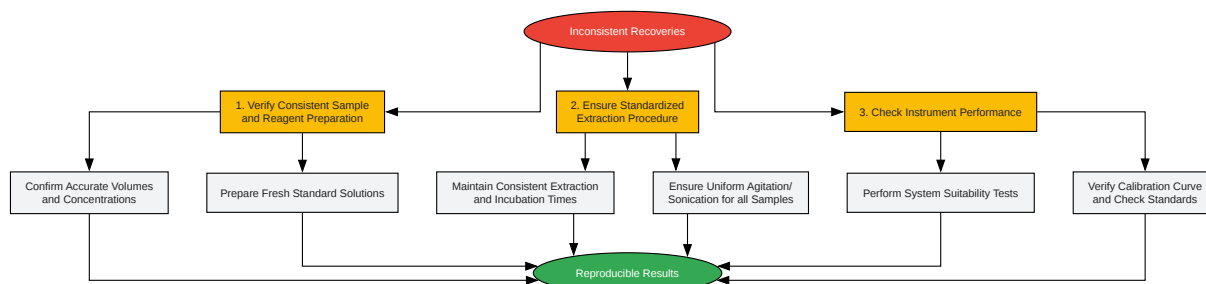 Inconsistent Recoveries
1. Verify Consistent Sample
and Reagent Preparation
2. Ensure Standardized
Extraction Procedure
3. Check Instrument Performance
Confirm Accurate Volumes
and Concentrations
Prepare Fresh Standard Solutions
Maintain Consistent Extraction
and Incubation Times
Ensure Uniform Agitation/
Sonication for all Samples
Perform System Suitability Tests
Verify Calibration Curve
and Check Standards
Reproducible Results